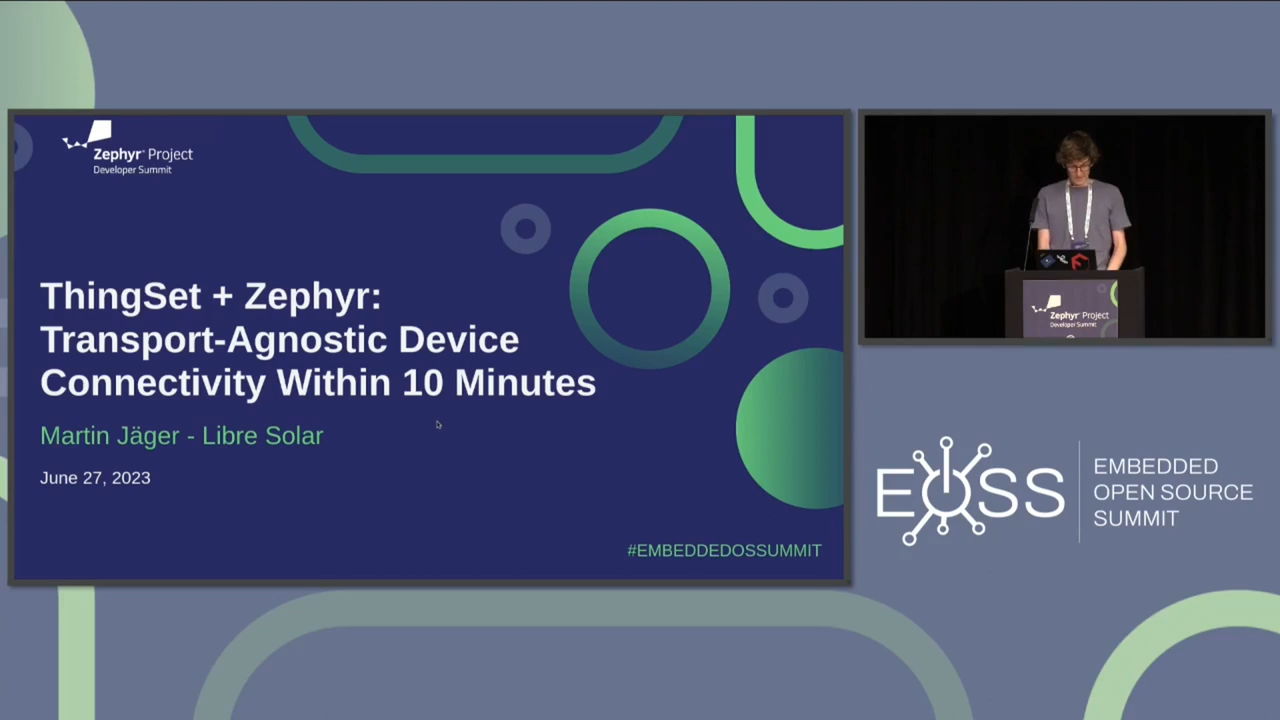 Zephyr® Project
Developer Summit
ThingSet + Zephyr:
Transport-Agnostic Device
Connectivity Within 10 Minutes
Martin Jäger - Libre Solar
June 27, 2023
#EMBEDDEDOSSUMMIT
Zephyr® Project
Developer Summit
EOSS
EMBEDDED
OPEN SOURCE
SUMMIT